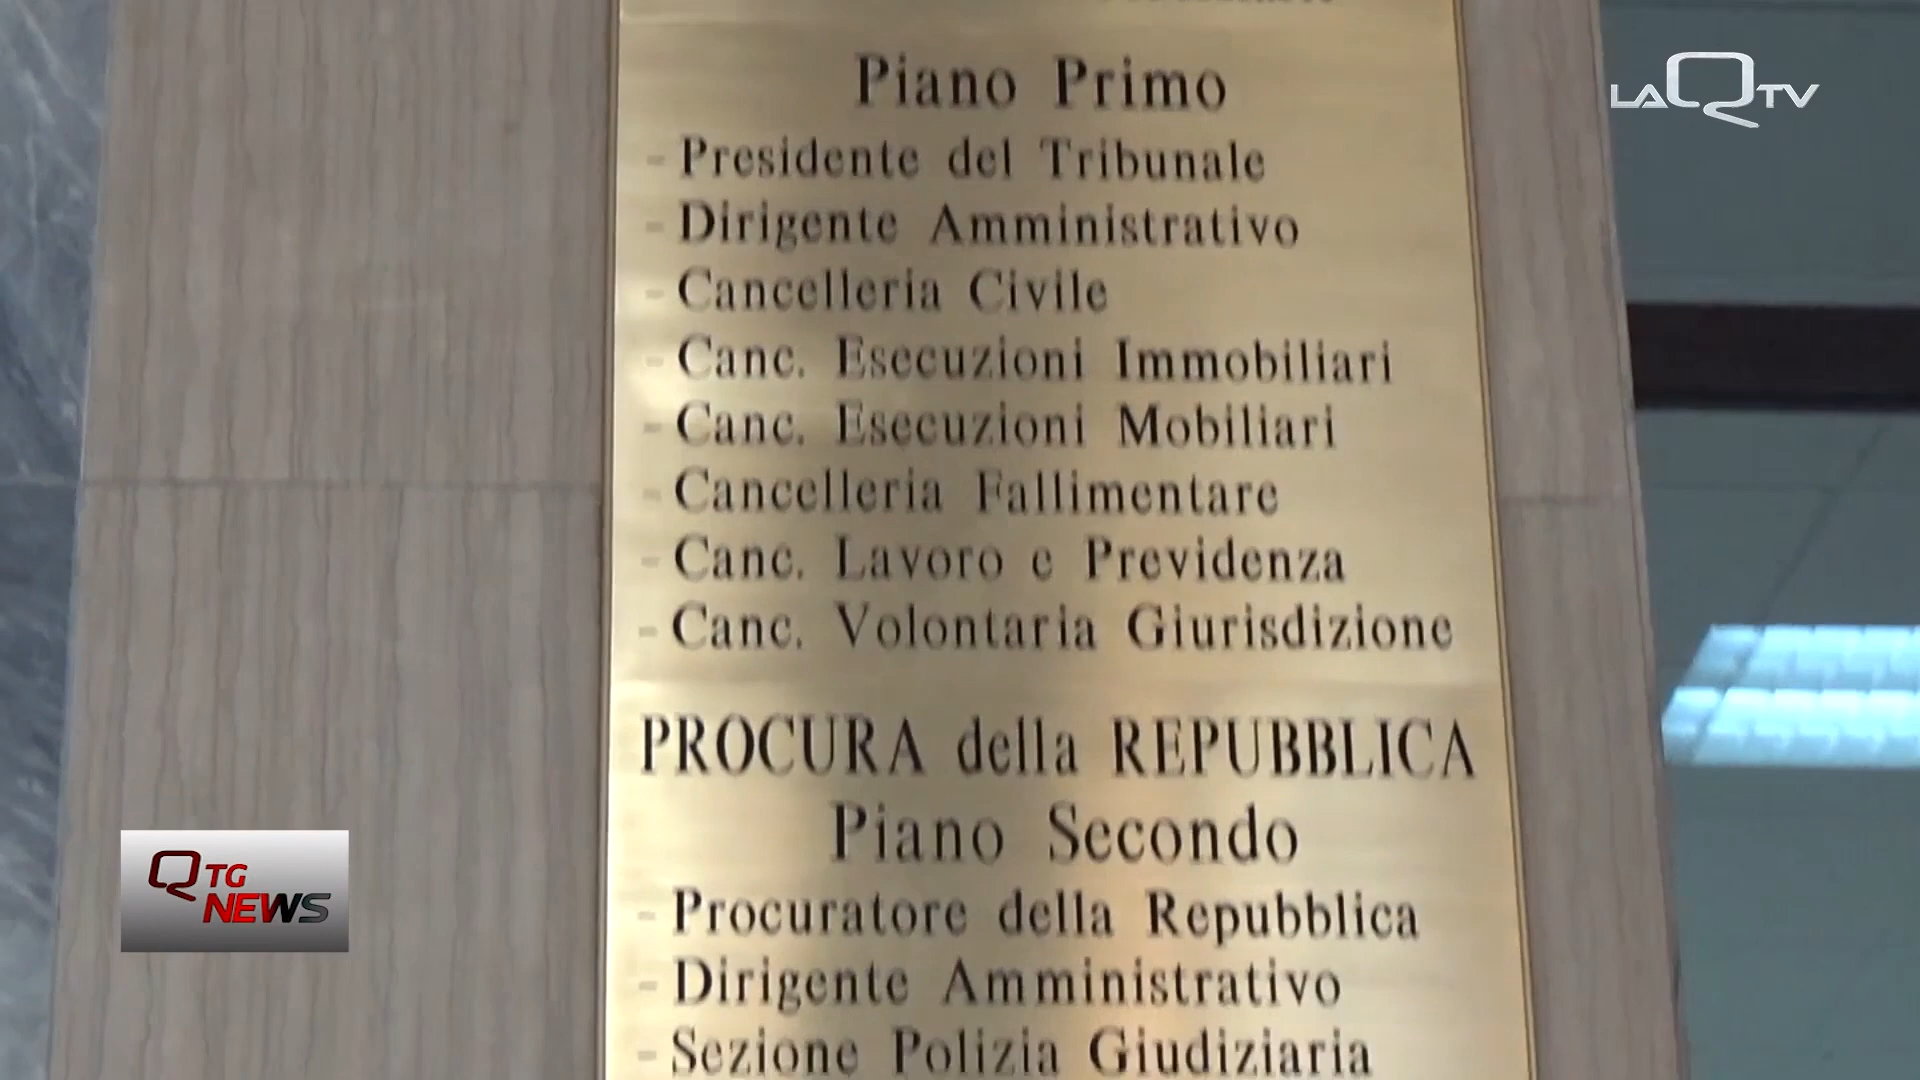 Piano Primo
LAQTV
- Presidente del Tribunale
- Dirigente Amministrativo
- Cancelleria Civile
- Canc. Esecuzioni Immobiliari
- Canc. Esecuzioni Mobiliari
- Cancelleria Fallimentare
- Canc. Lavoro e Previdenza
- Canc. Volontaria Giurisdizione
PROCURA della REPUBBLICA
Piano Secondo
- Procuratore della Repubblica
- Dirigente Amministrativo
- Sezione Polizia Giudiziaria
Q TG
NEWS